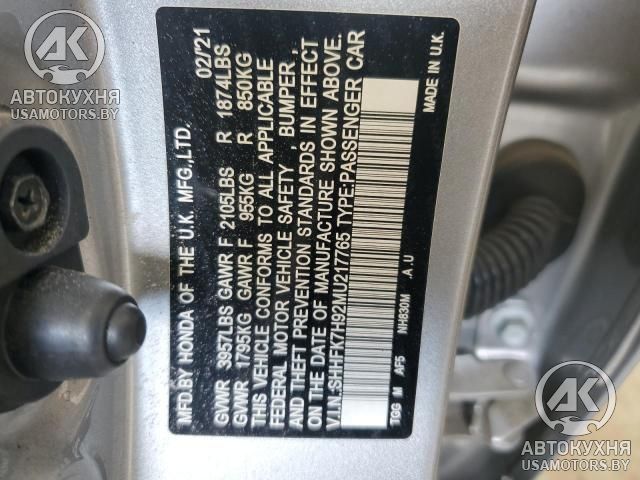 MFD.BY HONDA OF THE U.K. MFG.,LTD. 02/21
GVWR 3957LBS GAWR F 2105LBS R 1874LBS
GVWR 1795KG GAWR F 955KG R 850KG
THIS VEHICLE CONFORMS TO ALL APPLICABLE
FEDERAL MOTOR VEHICLE SAFETY , BUMPER ,
AND THEFT PREVENTION STANDARDS IN EFFECT
ON THE DATE OF MANUFACTURE SHOWN ABOVE.
V.I.N.:SHHFK7H92MU217765 TYPE:PASSENGER CAR
TGG M AF5 NH830M .A.U MADE IN U.K.
AK
АВТОКУХНЯ
USAMOTORS.BY
AK
АВТОКУХНЯ
USAMOTORS.BY